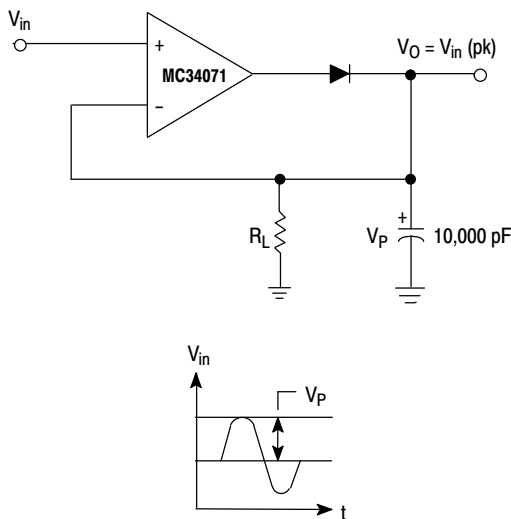 Vin
+
MC34071
−
VO = Vin (pk)
RL
+
VP
10,000 pF
Vin
VP
t